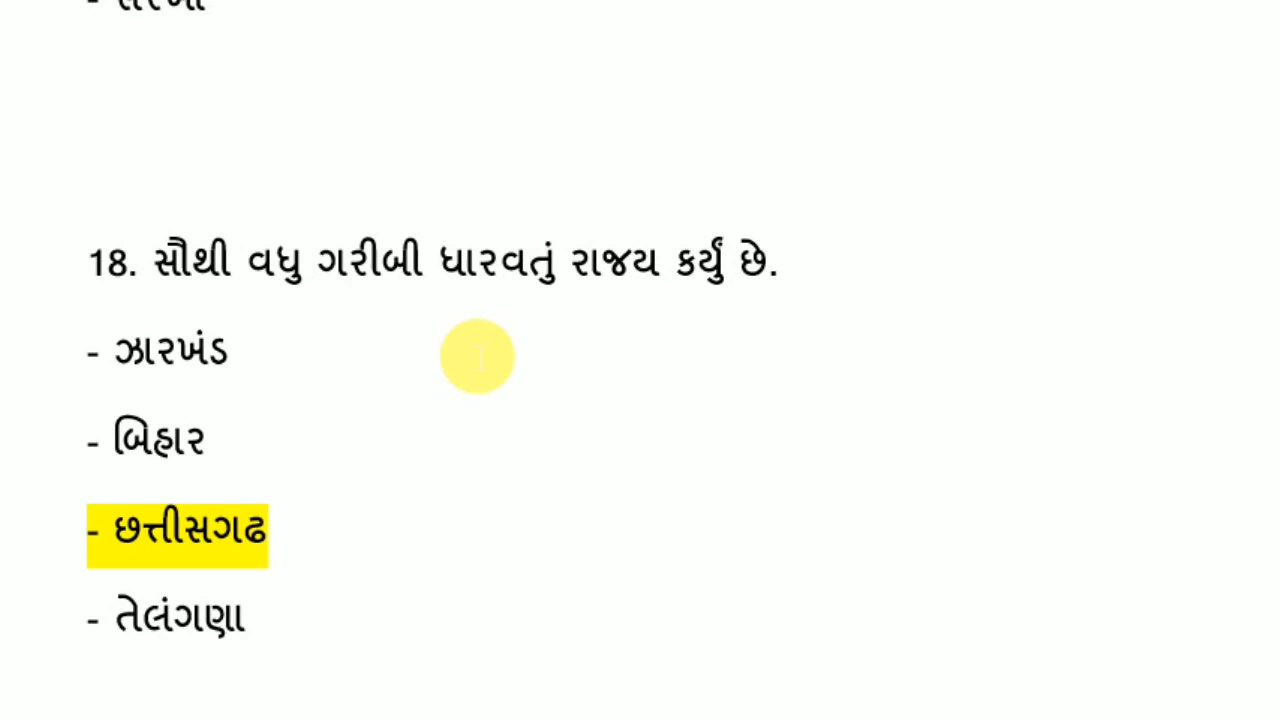 18. સૌથી વધુ ગરીબી ધારવતું રાજય કર્યું છે.
- ઝારખંડ
- બિહાર
- છત્તીસગઢ
- તેલંગણા